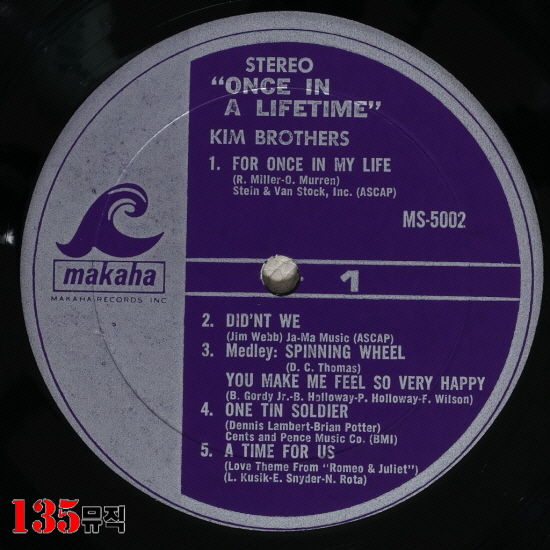 STEREO
"ONCE IN
A LIFETIME"
KIM BROTHERS
1. FOR ONCE IN MY LIFE
(R. Miller-O. Murren)
Stein & Van Stock, Inc. (ASCAP)
MS-5002
makaha
MAKAHA RECORDS INC
1
2. DID'NT WE
(Jim Webb) Ja-Ma Music (ASCAP)
3. Medley: SPINNING WHEEL
(D. C. Thomas)
YOU MAKE ME FEEL SO VERY HAPPY
(B. Gordy Jr.-B. Holloway-P. Holloway-F. Wilson)
4. ONE TIN SOLDIER
(Dennis Lambert-Brian Potter)
Cents and Pence Music Co. (BMI)
5. A TIME FOR US
(Love Theme From "Romeo & Juliet")
(L. Kusik-E. Snyder-N. Rota)
135뮤직